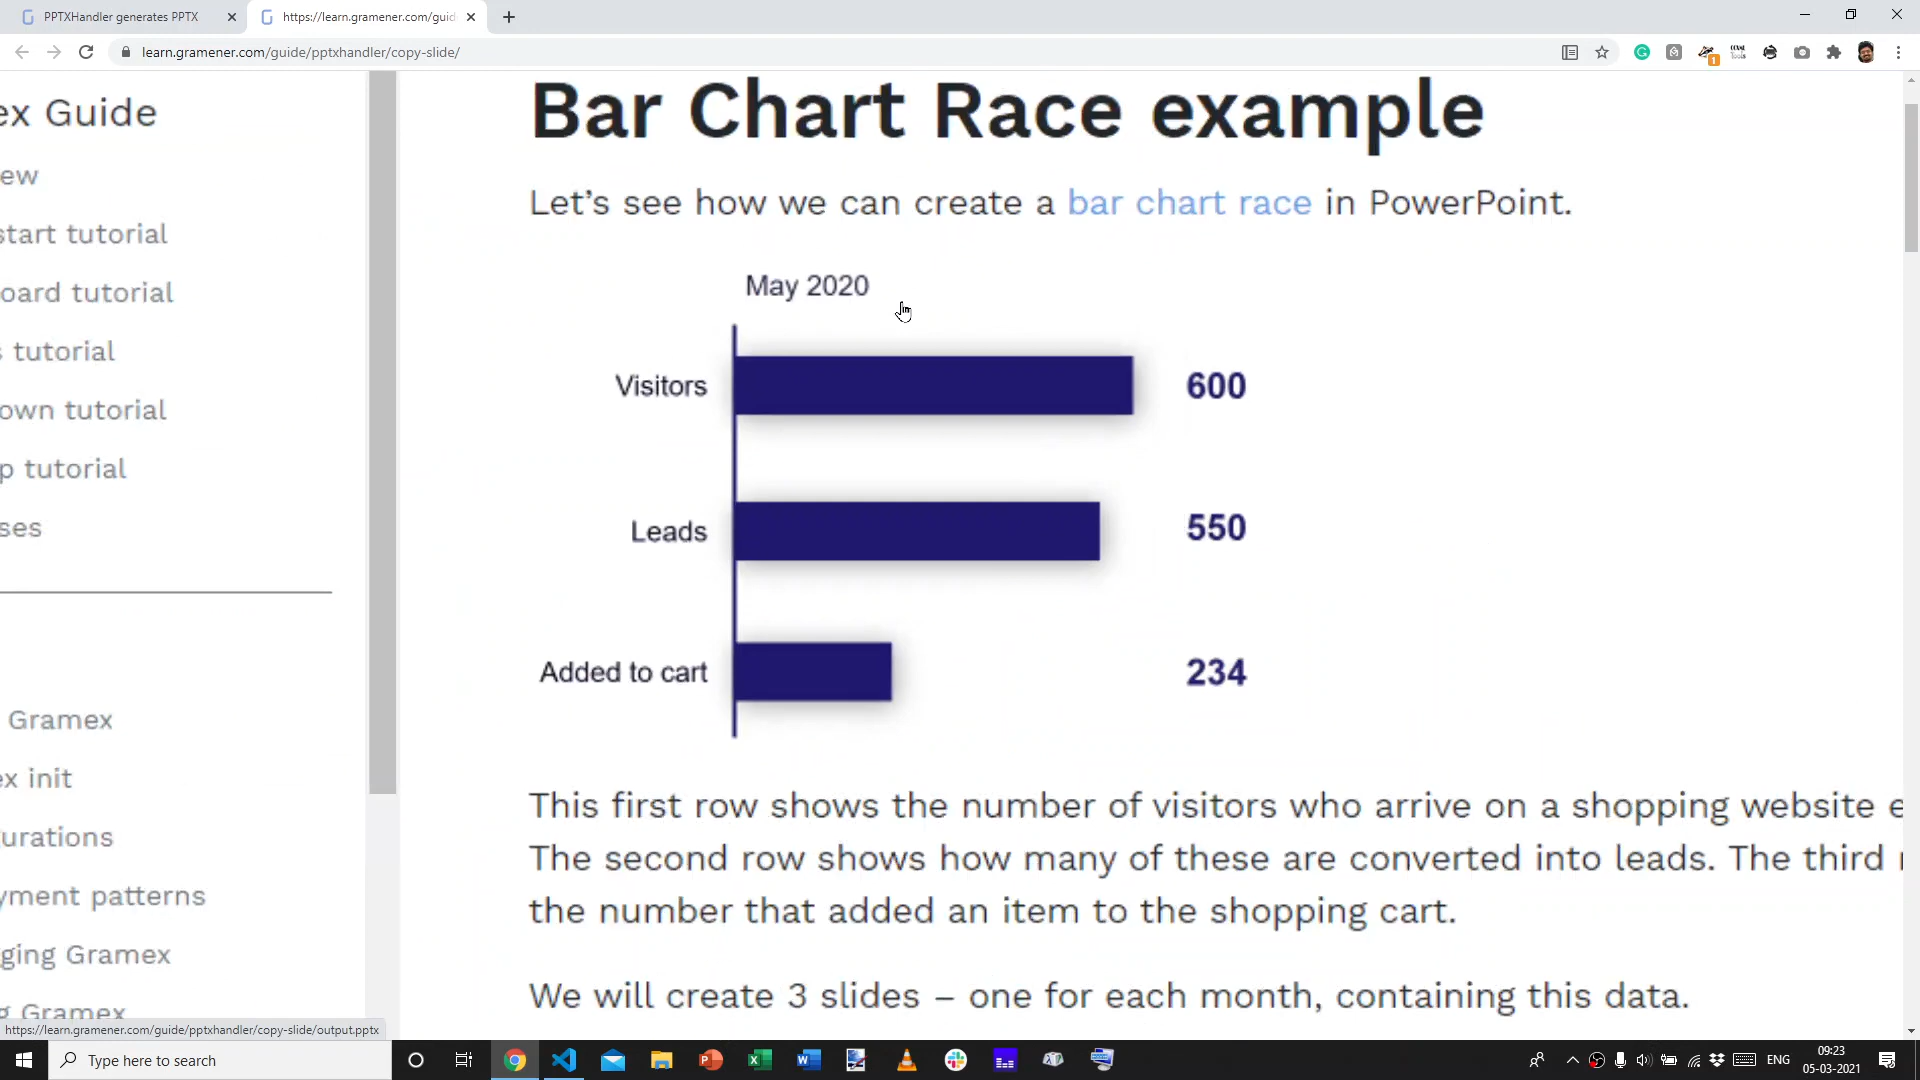 PPTXHandler generates PPTX
https://learn.gramener.com/guid
learn.gramener.com/guide/pptxhandler/copy-slide/
ex Guide
ew
start tutorial
oard tutorial
s tutorial
own tutorial
p tutorial
ses
Gramex
ex init
urations
yment patterns
ging Gramex
g Gramex
Bar Chart Race example
Let’s see how we can create a bar chart race in PowerPoint.
May 2020
Visitors 600
Leads 550
Added to cart 234
This first row shows the number of visitors who arrive on a shopping website e
The second row shows how many of these are converted into leads. The third r
the number that added an item to the shopping cart.
We will create 3 slides – one for each month, containing this data.
https://learn.gramener.com/guide/pptxhandler/copy-slide/output.pptx
Type here to search
ENG
09:23
05-03-2021